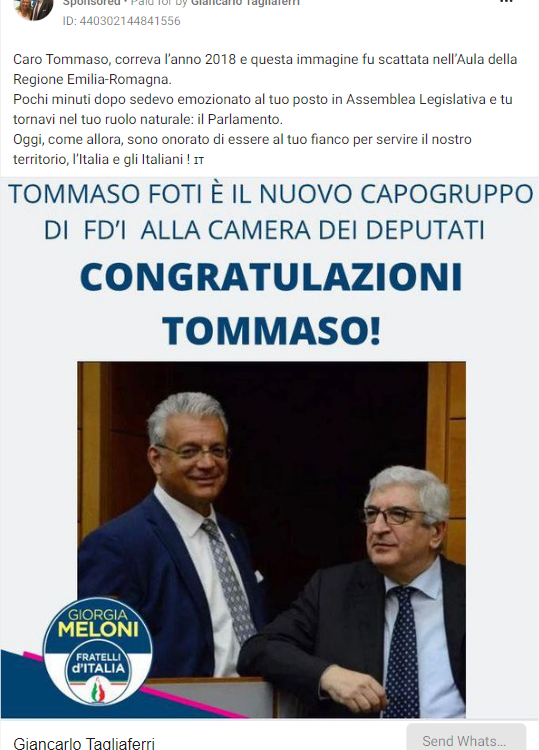 Sponsored • Paid for by Giancarlo Tagliaferri
ID: 440302144841556
Caro Tommaso, correva l'anno 2018 e questa immagine fu scattata nell'Aula della
Regione Emilia-Romagna.
Pochi minuti dopo sedevo emozionato al tuo posto in Assemblea Legislativa e tu
tornavi nel tuo ruolo naturale: il Parlamento.
Oggi, come allora, sono onorato di essere al tuo fianco per servire il nostro
territorio, l'Italia e gli Italiani ! IT
TOMMASO FOTI È IL NUOVO CAPOGRUPPO
DI FD'I ALLA CAMERA DEI DEPUTATI
CONGRATULAZIONI
TOMMASO!
GIORGIA
MELONI
FRATELLI
d'ITALIA
Giancarlo Tagliaferri
Send Whats...